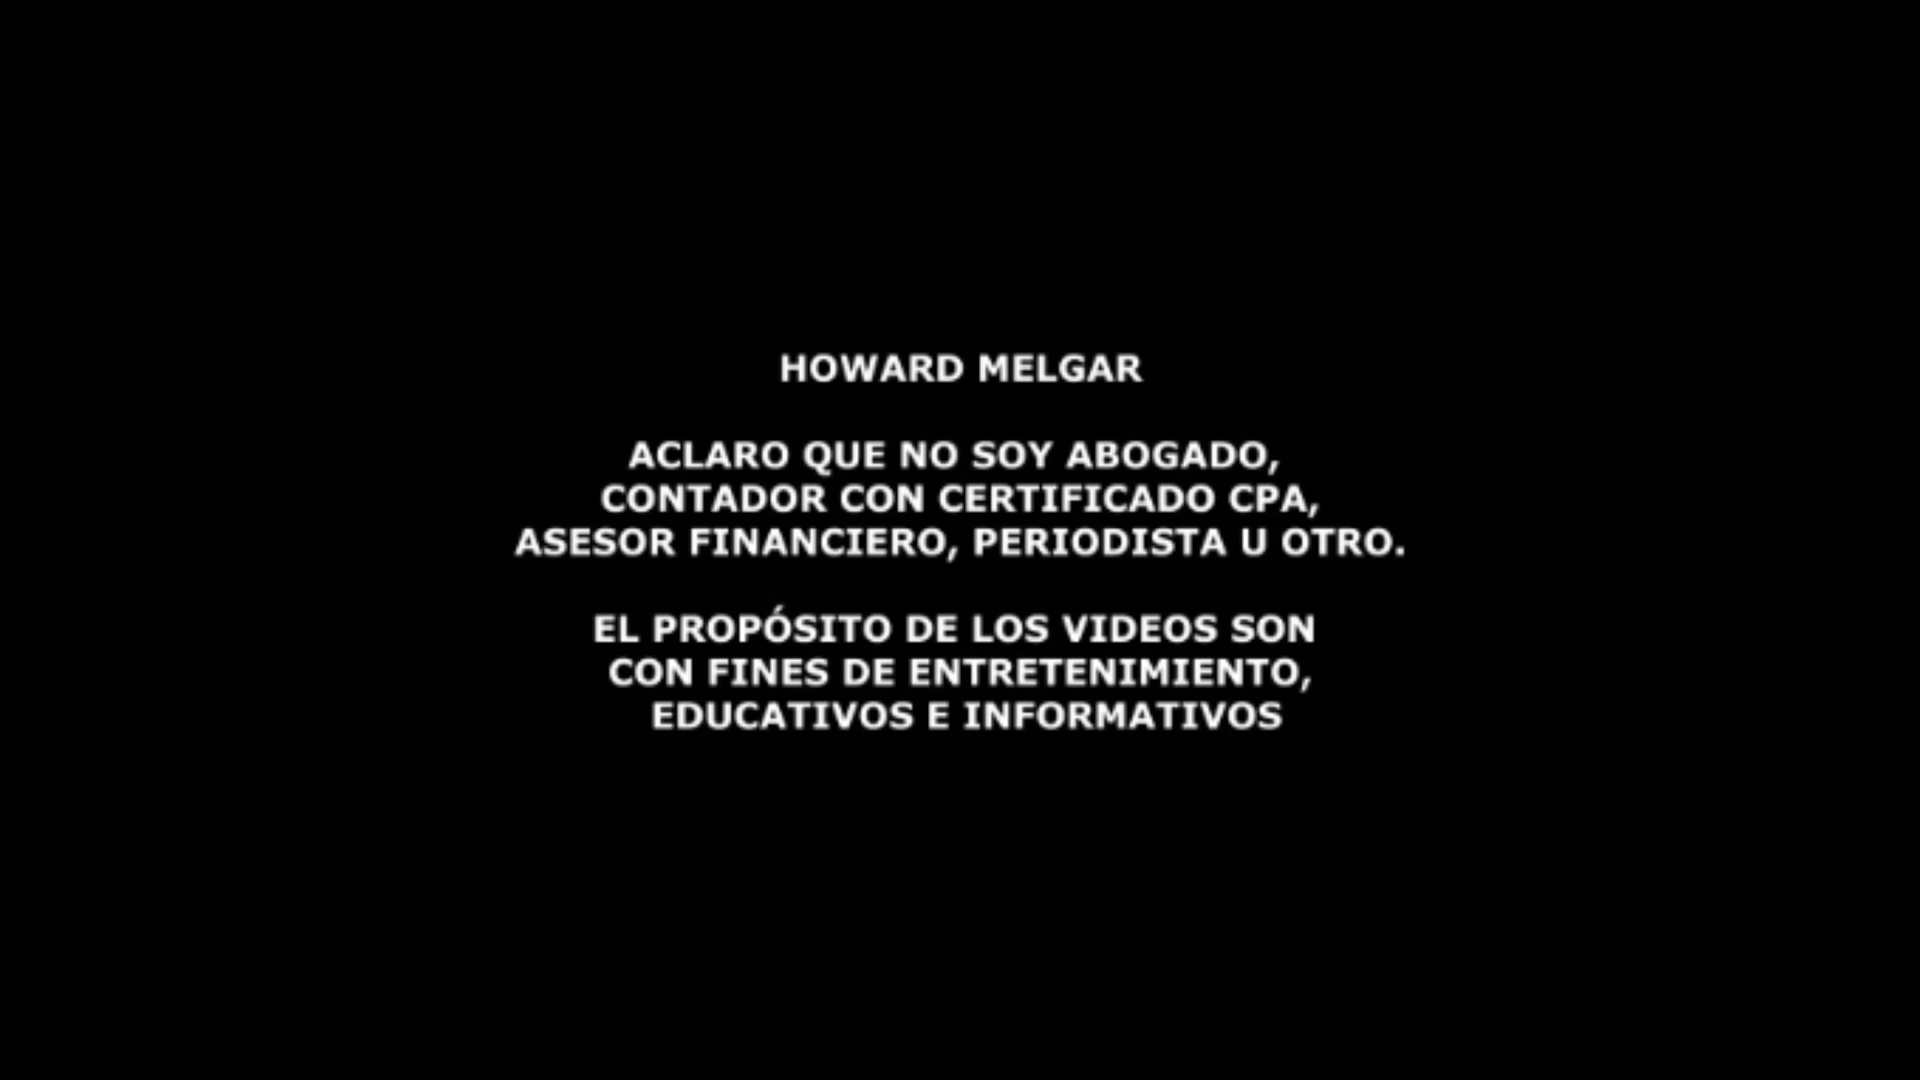 HOWARD MELGAR
ACLARO QUE NO SOY ABOGADO,
CONTADOR CON CERTIFICADO CPA,
ASESOR FINANCIERO, PERIODISTA U OTRO.
EL PROPÓSITO DE LOS VIDEOS SON
CON FINES DE ENTRETENIMIENTO,
EDUCATIVOS E INFORMATIVOS